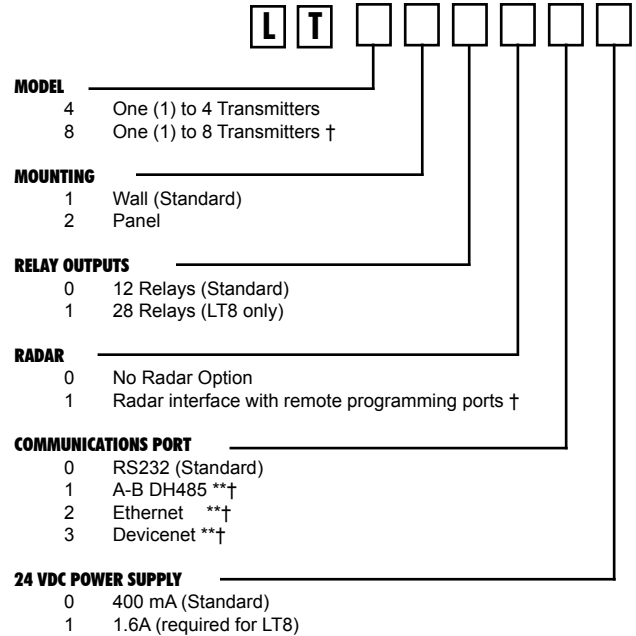 L T
MODEL
4 One (1) to 4 Transmitters
8 One (1) to 8 Transmitters †
MOUNTING
1 Wall (Standard)
2 Panel
RELAY OUTPUTS
0 12 Relays (Standard)
1 28 Relays (LT8 only)
RADAR
0 No Radar Option
1 Radar interface with remote programming ports †
COMMUNICATIONS PORT
0 RS232 (Standard)
1 A-B DH485 **†
2 Ethernet **†
3 Devicenet **†
24 VDC POWER SUPPLY
0 400 mA (Standard)
1 1.6A (required for LT8)